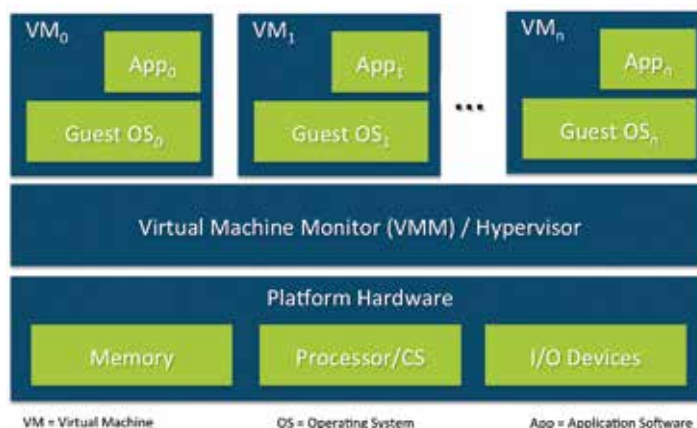 VM₀ VM₁ VMₙ
App₀ App₁ Appₙ
...
Guest OS₀ Guest OS₁ Guest OSₙ
Virtual Machine Monitor (VMM) / Hypervisor
Platform Hardware
Memory Processor/CS I/O Devices
VM = Virtual Machine OS = Operating System App = Application Software